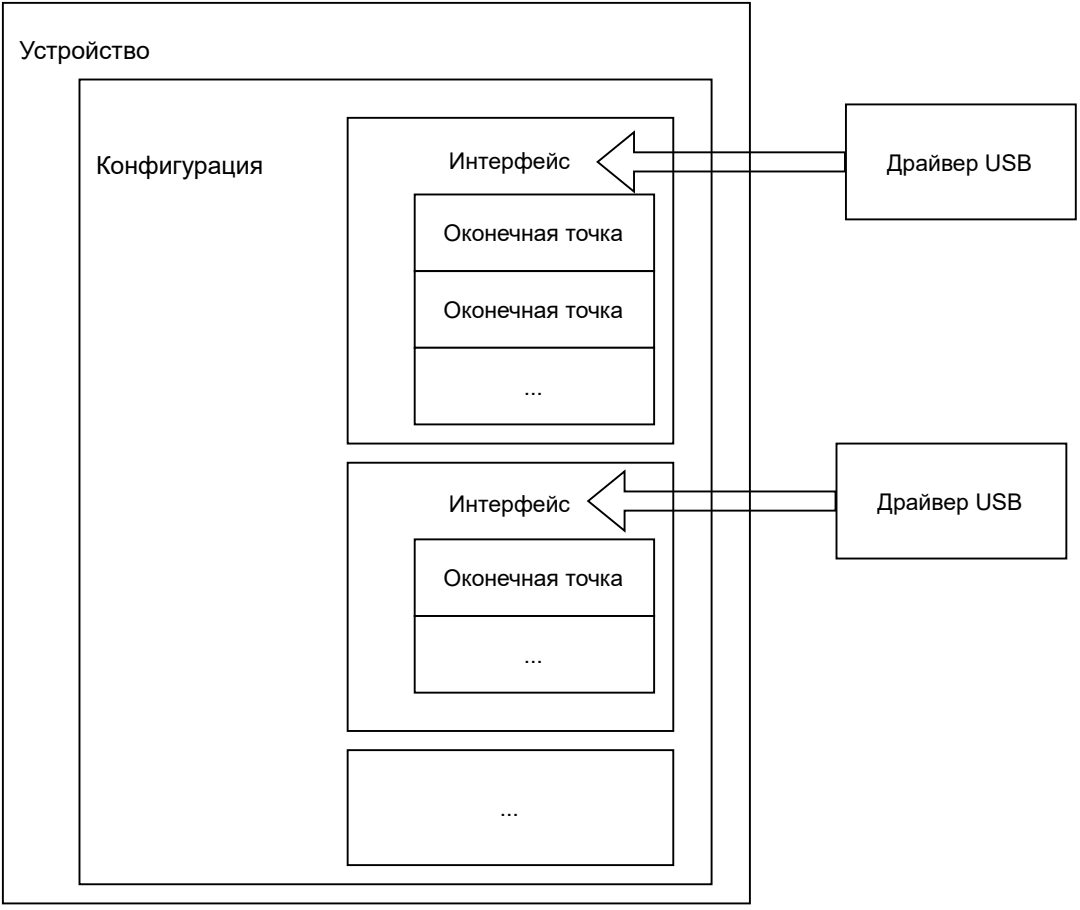 Устройство
Конфигурация
Интерфейс
Оконечная точка
Оконечная точка
...
Драйвер USB
Интерфейс
Оконечная точка
...
Драйвер USB
...